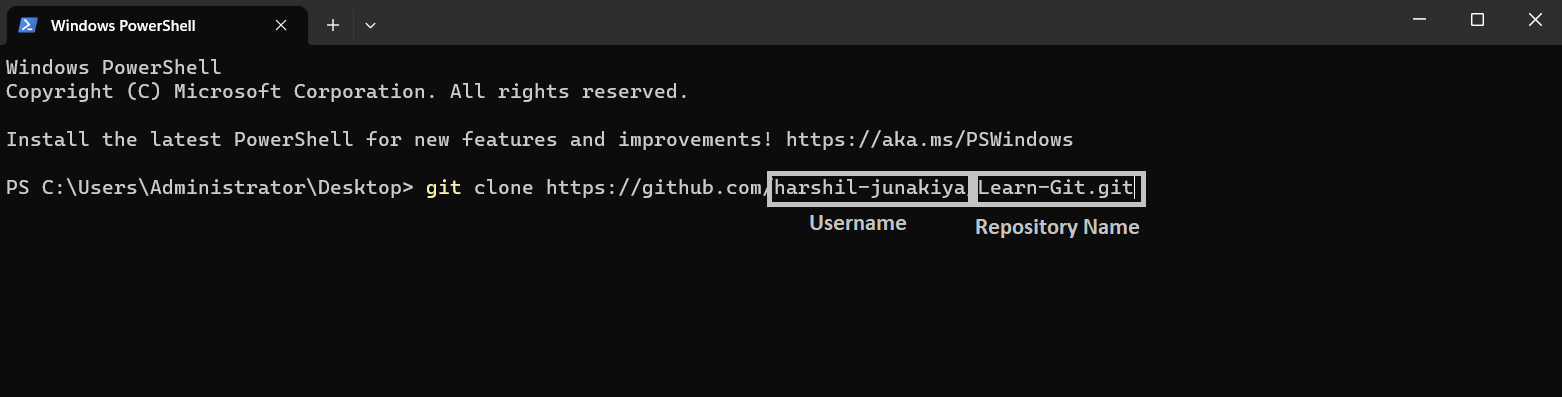 Windows PowerShell
Windows PowerShell
Copyright (C) Microsoft Corporation. All rights reserved.
Install the latest PowerShell for new features and improvements! https://aka.ms/PSWindows
PS C:\Users\Administrator\Desktop> git clone https://github.com/harshil-junakiya/Learn-Git.git
Username
Repository Name